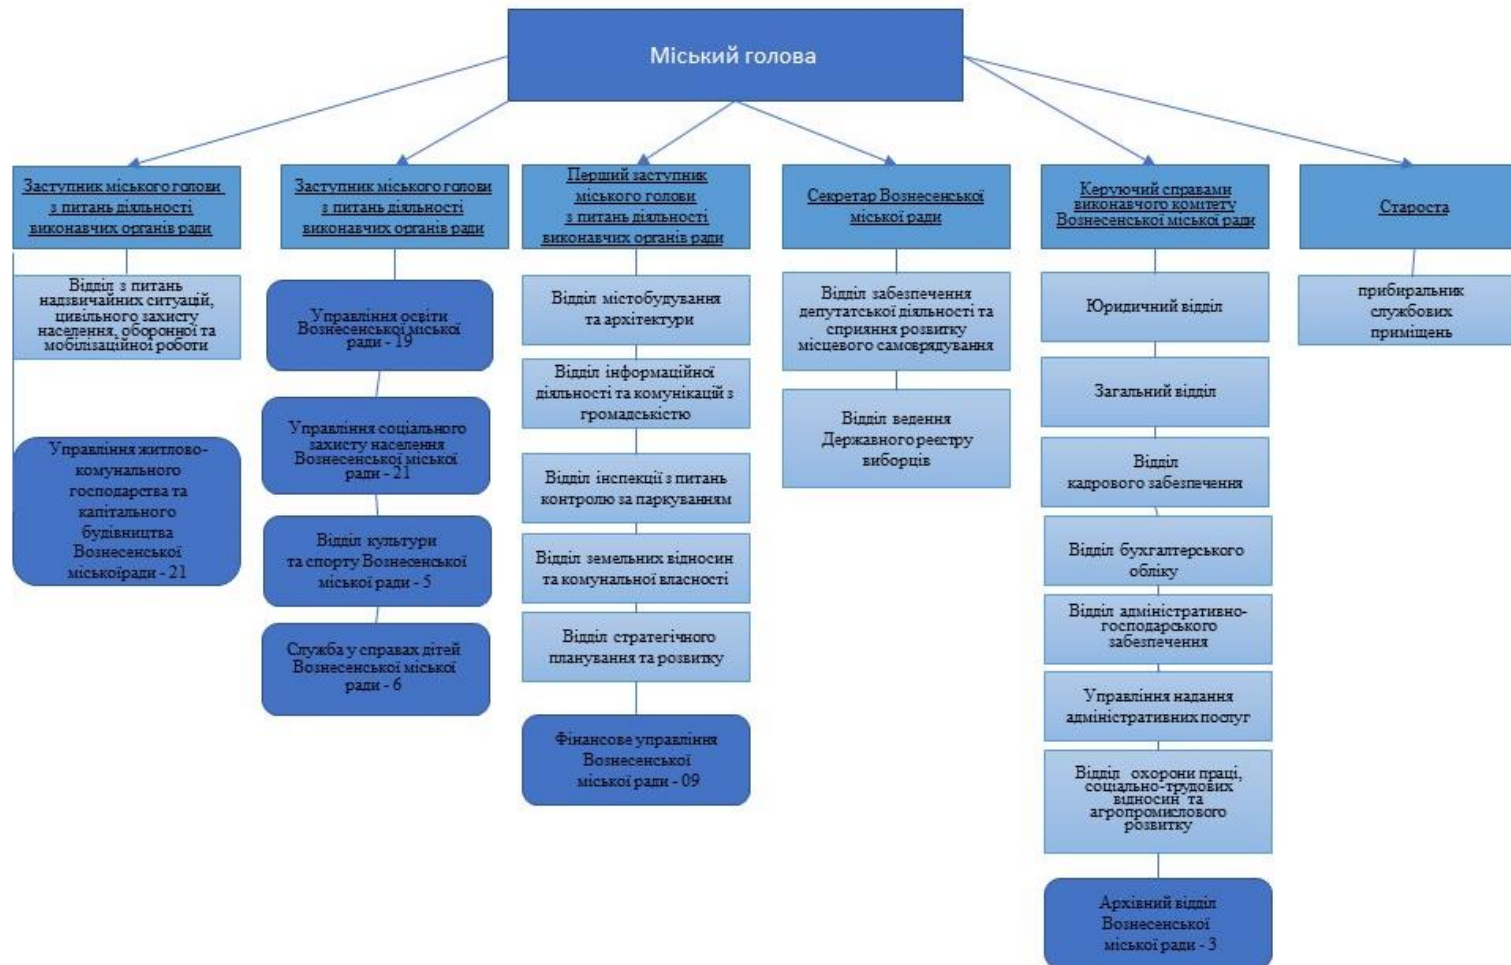 Міський голова
Заступник міського голови
з питань діяльності
виконавчих органів ради
Відділ з питань
надзвичайних ситуацій,
цивільного захисту
населення, оборонної та
мобілізаційної роботи
Управління житлово-
комунального
господарства та
капітального
будівництва
Вознесенської
міськоїради - 21
Заступник міського голови
з питань діяльності
виконавчих органів ради
Управління освіти
Вознесенської міської
ради - 19
Управління соціального
захисту населення
Вознесенської міської
ради - 21
Відділ культури
та спорту Вознесенської
міської ради - 5
Служба у справах дітей
Вознесенської міської
ради - 6
Перший заступник
міського голови
з питань діяльності
виконавчих органів ради
Відділ містобудування
та архітектури
Відділ інформаційної
діяльності та комунікацій з
громадськістю
Відділ інспекції з питань
контролю за паркуванням
Відділ земельних відносин
та комунальної власності
Відділ стратегічного
планування та розвитку
Фінансове управління
Вознесенської
міської ради - 09
Секретар Вознесенської
міської ради
Відділ забезпечення
депутатської діяльності та
сприяння розвитку
місцевого самоврядування
Відділ ведення
Державного реєстру
виборців
Керуючий справами
виконавчого комітету
Вознесенської міської ради
Юридичний відділ
Загальний відділ
Відділ
кадрового забезпечення
Відділ бухгалтерського
обліку
Відділ адміністративно-
господарського
забезпечення
Управління надання
адміністративних послуг
Відділ охорони праці,
соціально-трудових
відносин та
агропромислового
розвитку
Архівний відділ
Вознесенської
міської ради - 3
Староста
прибиральник
службових
приміщень